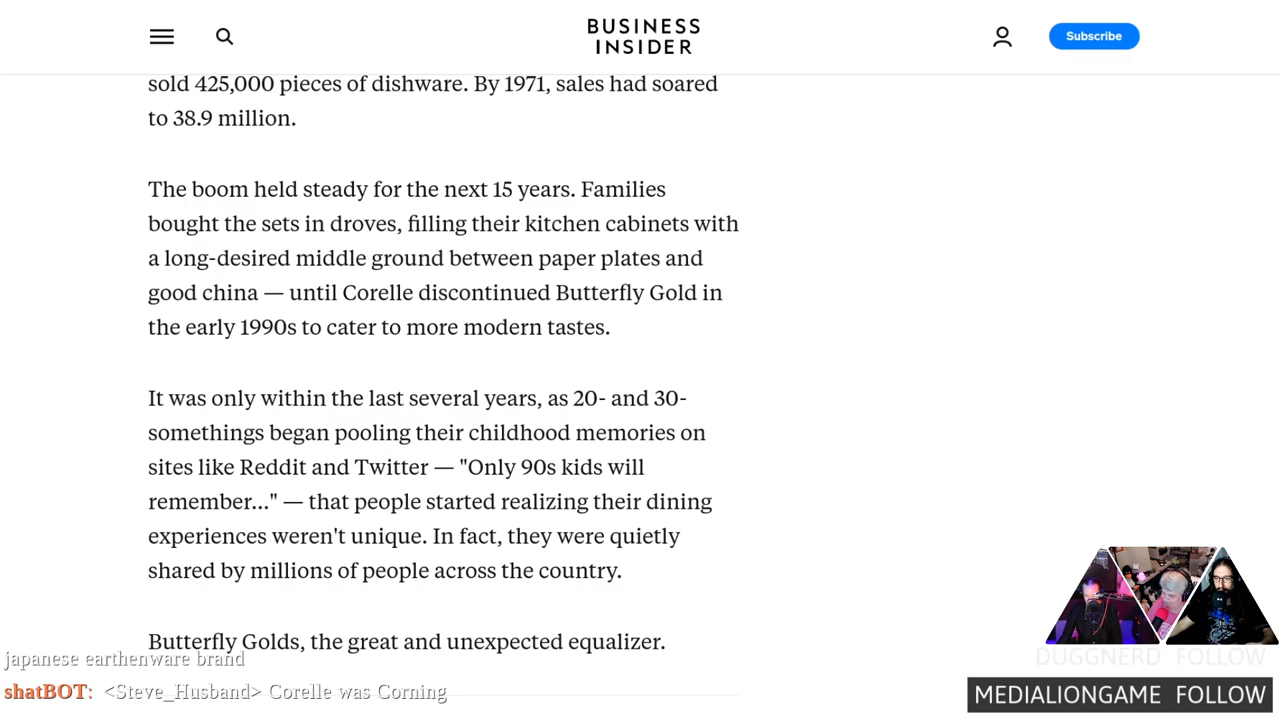 BUSINESS
INSIDER
Subscribe
sold 425,000 pieces of dishware. By 1971, sales had soared
to 38.9 million.
The boom held steady for the next 15 years. Families
bought the sets in droves, filling their kitchen cabinets with
a long-desired middle ground between paper plates and
good china — until Corelle discontinued Butterfly Gold in
the early 1990s to cater to more modern tastes.
It was only within the last several years, as 20- and 30-
somethings began pooling their childhood memories on
sites like Reddit and Twitter — "Only 90s kids will
remember..." — that people started realizing their dining
experiences weren't unique. In fact, they were quietly
shared by millions of people across the country.
Butterfly Golds, the great and unexpected equalizer.
japanese earthenware brand
shatBOT: <Steve_Husband> Corelle was Corning
DUGGNERD FOLLOW
MEDIALIONGAME FOLLOW